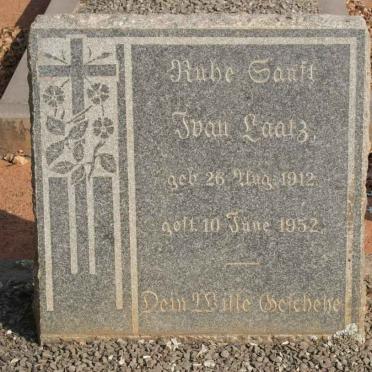 Ruhe Sanft
Ivan Laatz.
geb. 26 Aug. 1912.
gest. 10 June 1952.
Dein Wille Geschehe